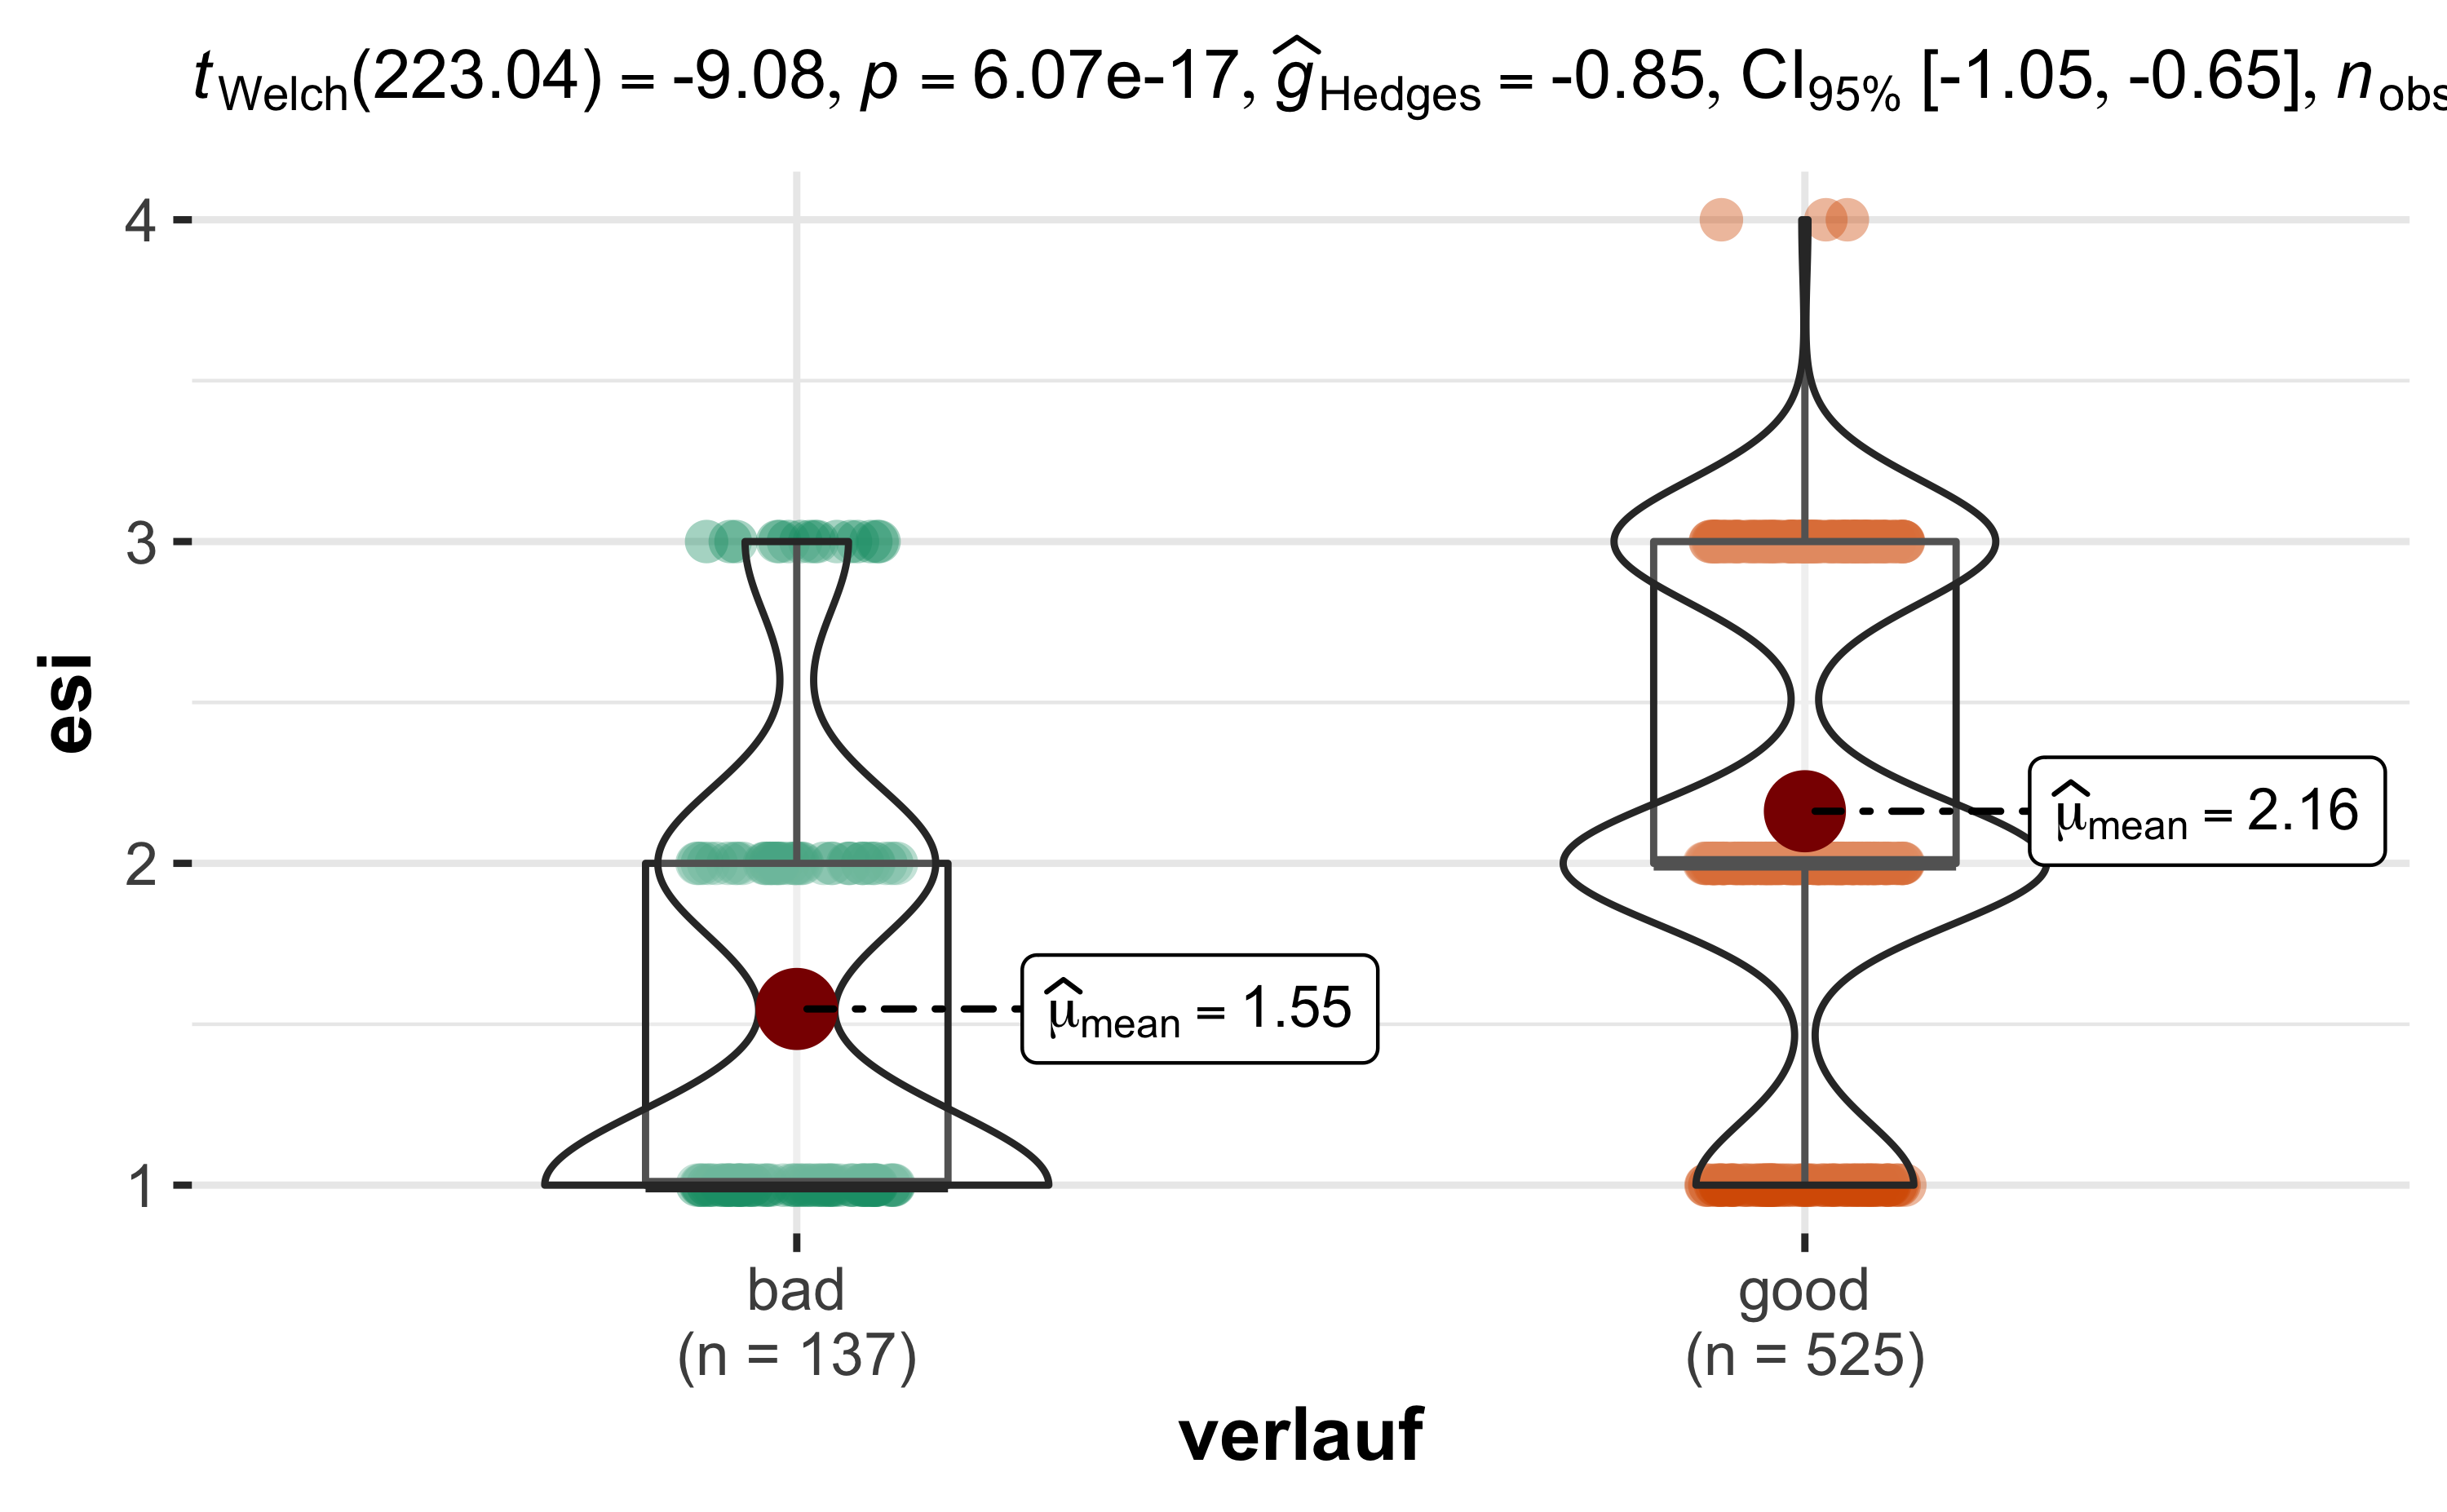 tWelch(223.04) = -9.08, p = 6.07e-17, ĝHedges = -0.85, CI95% [-1.05, -0.65], nobs
4
3
2
1
esi
μ̂mean = 2.16
μ̂mean = 1.55
bad
(n = 137)
good
(n = 525)
verlauf